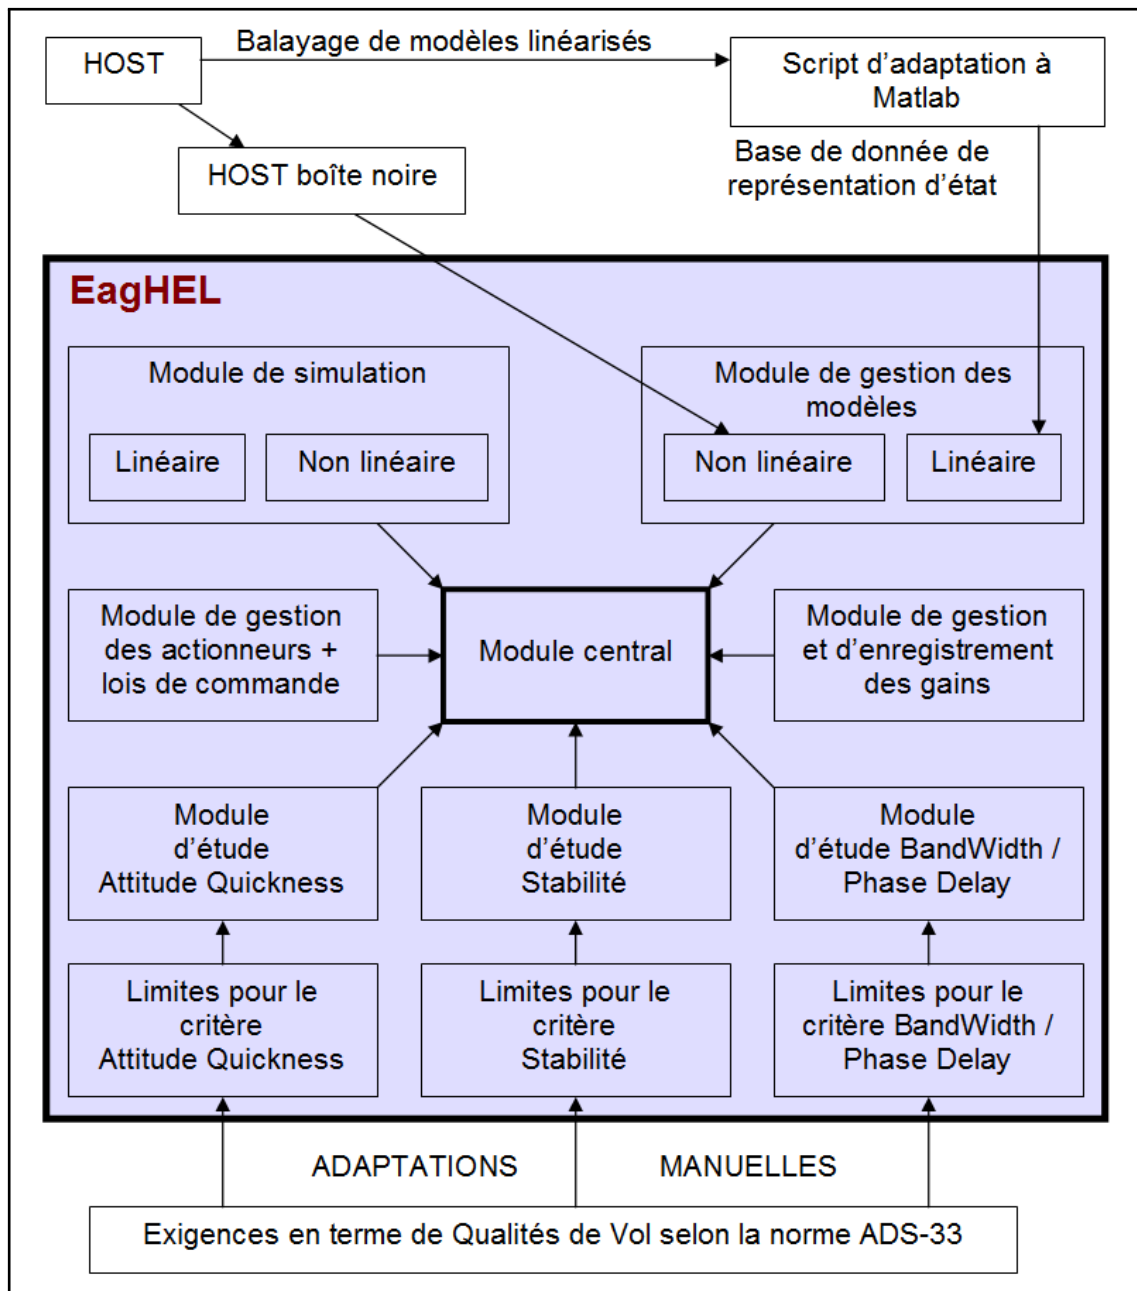 HOST
Balayage de modèles linéarisés
Script d'adaptation à
Matlab
HOST boîte noire
Base de donnée de
représentation d'état
EagHEL
Module de simulation
Linéaire
Non linéaire
Module de gestion des
modèles
Non linéaire
Linéaire
Module de gestion
des actionneurs +
lois de commande
Module central
Module de gestion
et d'enregistrement
des gains
Module
d'étude
Attitude Quickness
Module
d'étude
Stabilité
Module
d'étude BandWidth /
Phase Delay
Limites pour le
critère
Attitude Quickness
Limites pour le
critère
Stabilité
Limites pour le
critère BandWidth /
Phase Delay
ADAPTATIONS MANUELLES
Exigences en terme de Qualités de Vol selon la norme ADS-33